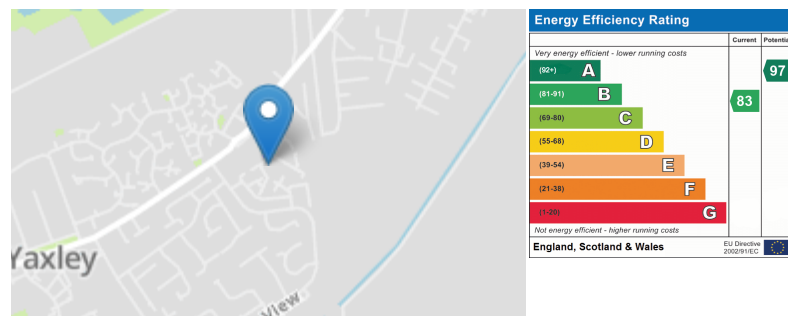 Yaxley
View
Energy Efficiency Rating
Current Potentia
Very energy efficient - lower running costs
(92+) A
97
(81-91) B
83
(69-80) C
(55-68) D
(39-54) E
(21-38) F
(1-20) G
Not energy efficient - higher running costs
England, Scotland & Wales
EU Directive
2002/91/EC